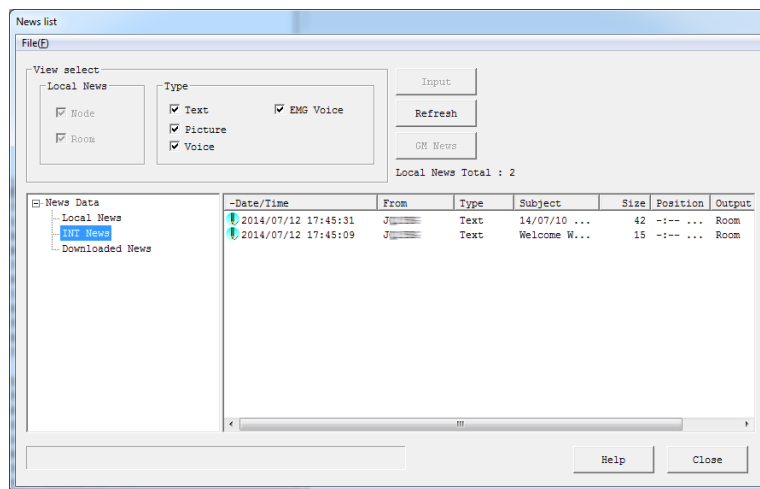 News list
File(F)
View select
Local News
Node
Room
Type
Text
EMG Voice
Picture
Voice
Input
Refresh
GM News
Local News Total : 2
News Data
Local News
INT News
Downloaded News
-Date/Time From Type Subject Size Position Output
2014/07/12 17:45:31 J Text 14/07/10 ... 42 -:-- ... Room
2014/07/12 17:45:09 J Text Welcome W... 15 -:-- ... Room
Help
Close